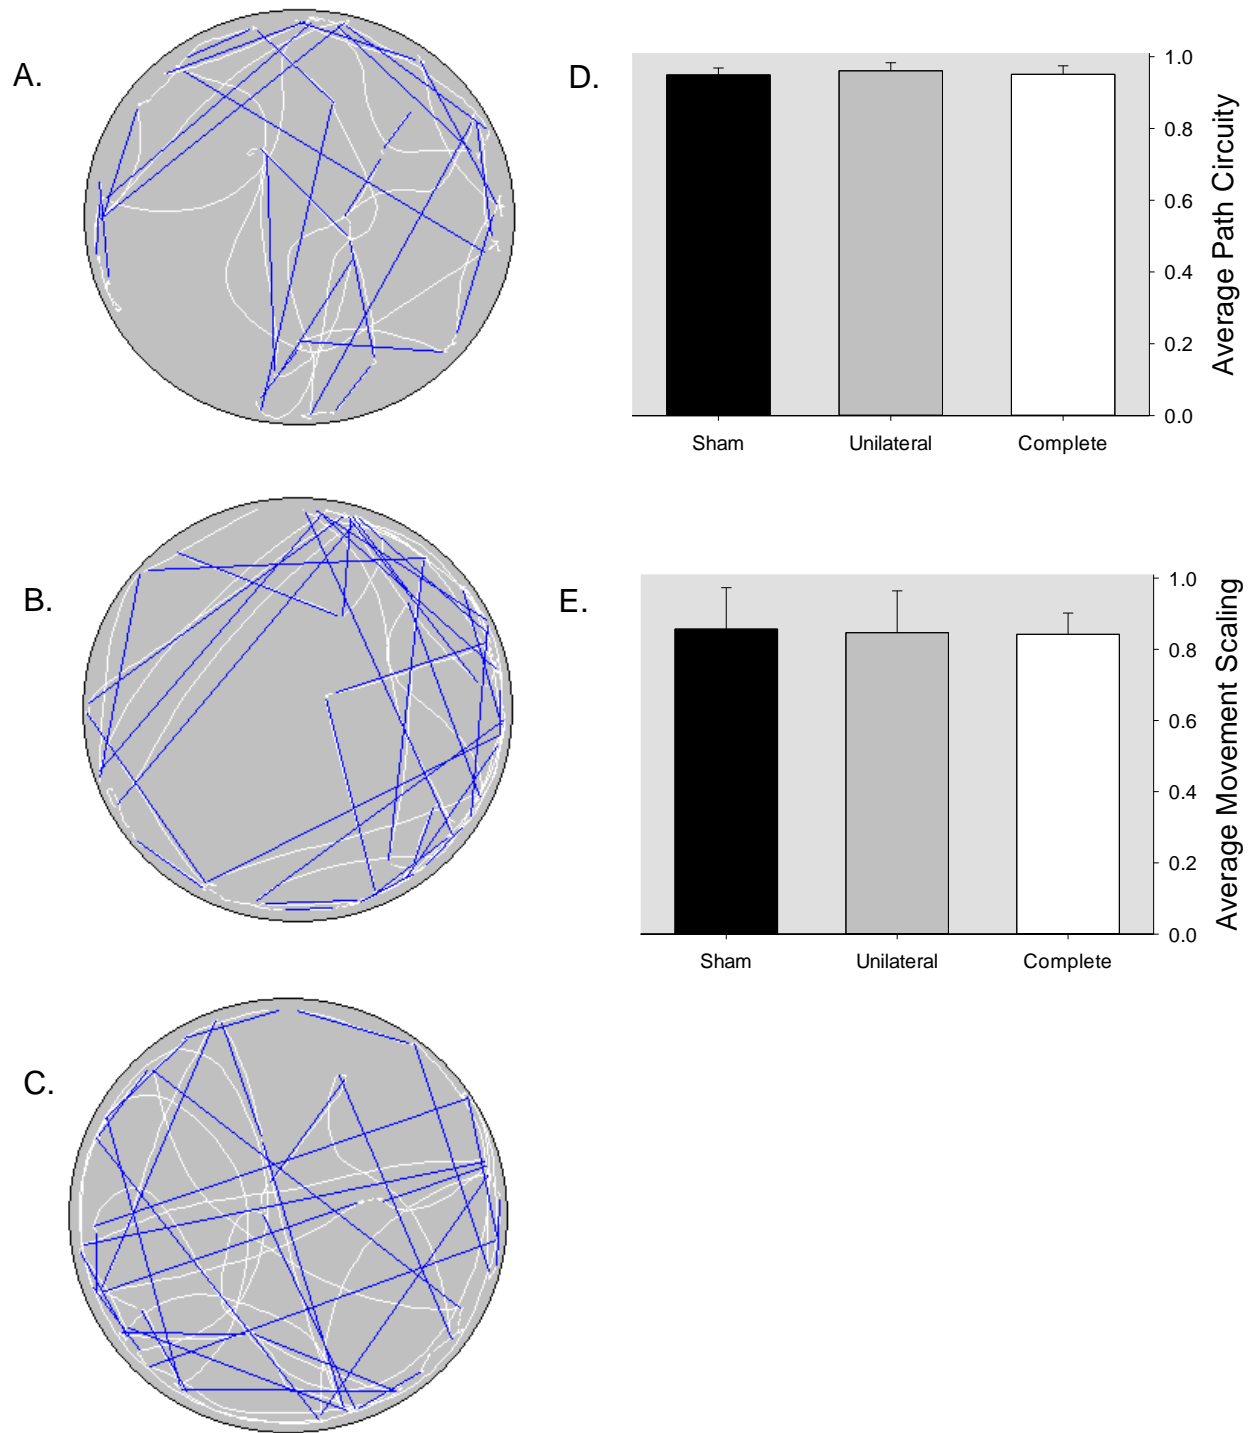 A.
D.
1.0
0.8
0.6
0.4
0.2
0.0
Average Path Circuity
Sham Unilateral Complete
B.
E.
1.0
0.8
0.6
0.4
0.2
0.0
Average Movement Scaling
Sham Unilateral Complete
C.